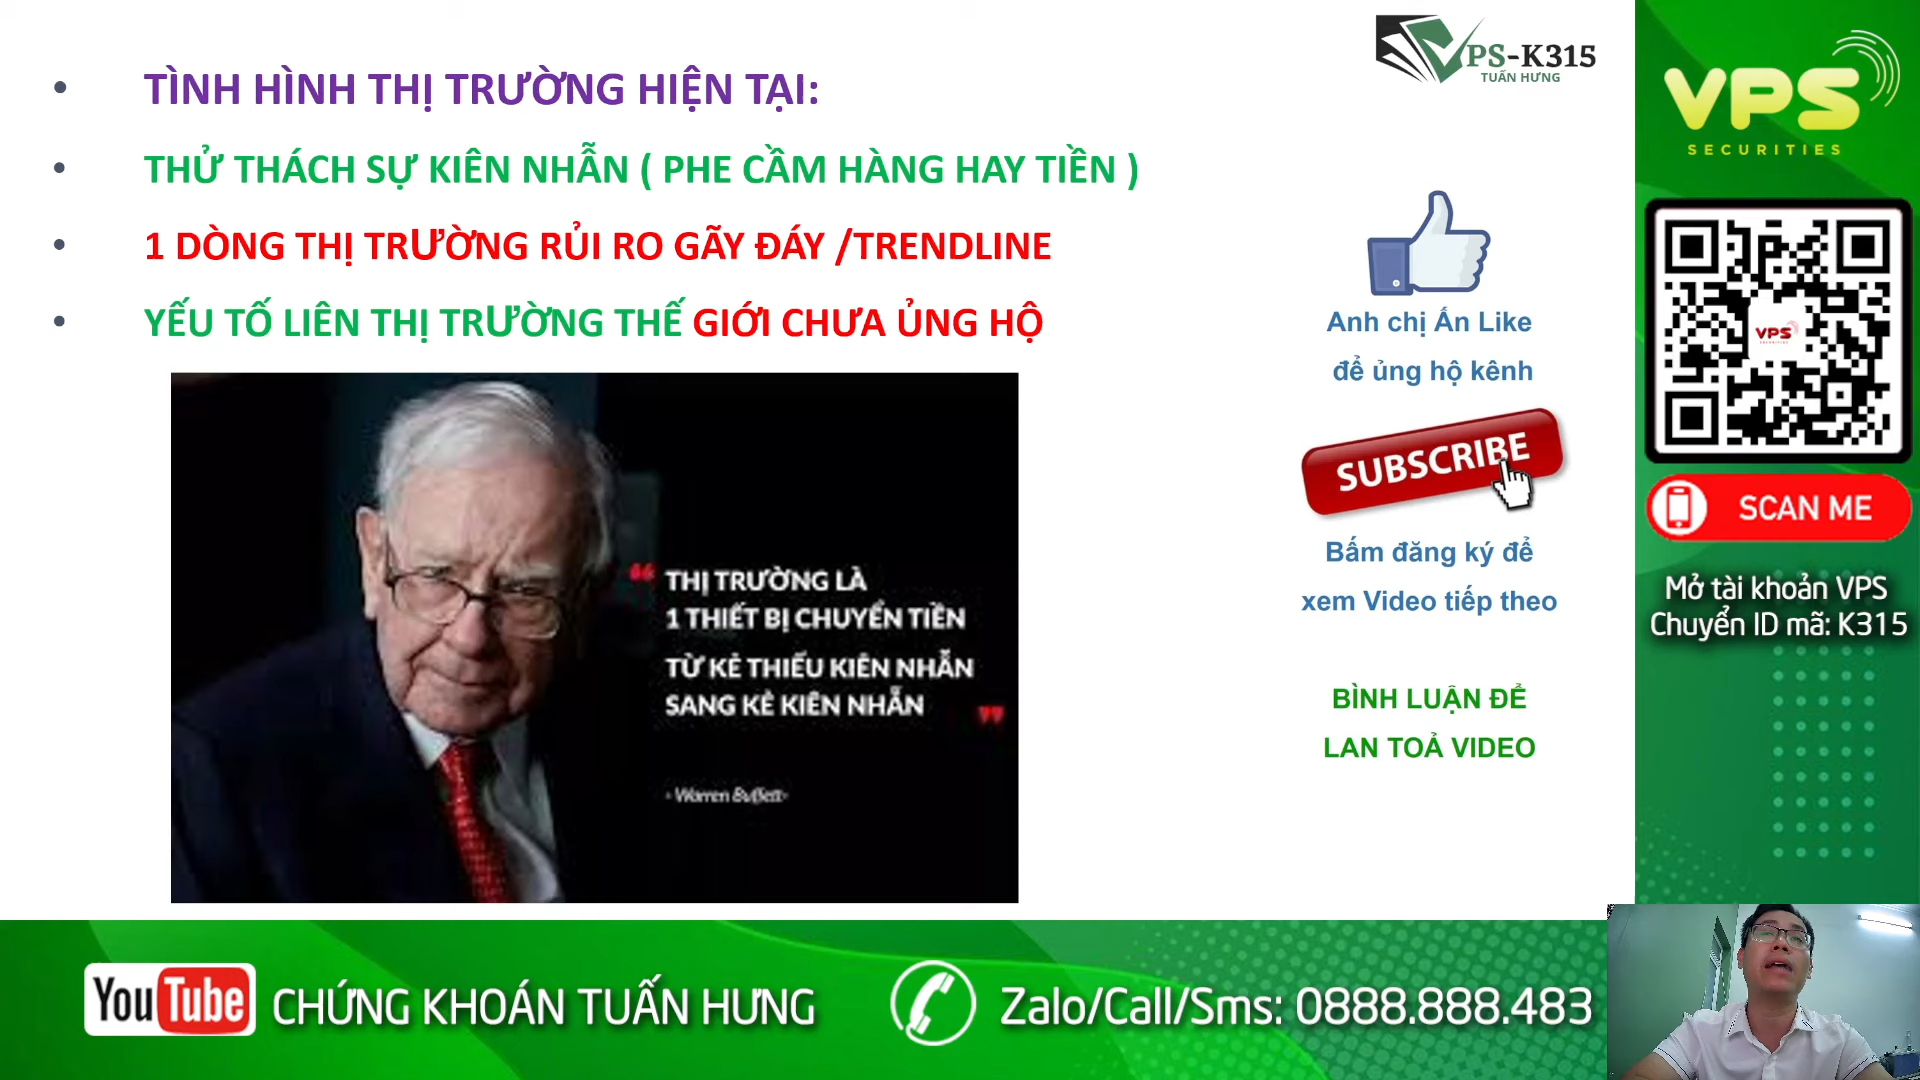 TÌNH HÌNH THỊ TRƯỜNG HIỆN TẠI:
THỬ THÁCH SỰ KIÊN NHẪN ( PHE CẦM HÀNG HAY TIỀN )
1 DÒNG THỊ TRƯỜNG RỦI RO GÃY ĐÁY /TRENDLINE
YẾU TỐ LIÊN THỊ TRƯỜNG THẾ GIỚI CHƯA ỦNG HỘ
“ THỊ TRƯỜNG LÀ
1 THIẾT BỊ CHUYỂN TIỀN
TỪ KẺ THIẾU KIÊN NHẪN
SANG KẺ KIÊN NHẪN ”
- Warren Buffett-
PS-K315
TUẤN HƯNG
Anh chị Ấn Like
để ủng hộ kênh
SUBSCRIBE
Bấm đăng ký để
xem Video tiếp theo
BÌNH LUẬN ĐỂ
LAN TOẢ VIDEO
VPS
SECURITIES
VPS
SCAN ME
Mở tài khoản VPS
Chuyển ID mã: K315
YouTube CHỨNG KHOÁN TUẤN HƯNG
Zalo/Call/Sms: 0888.888.483